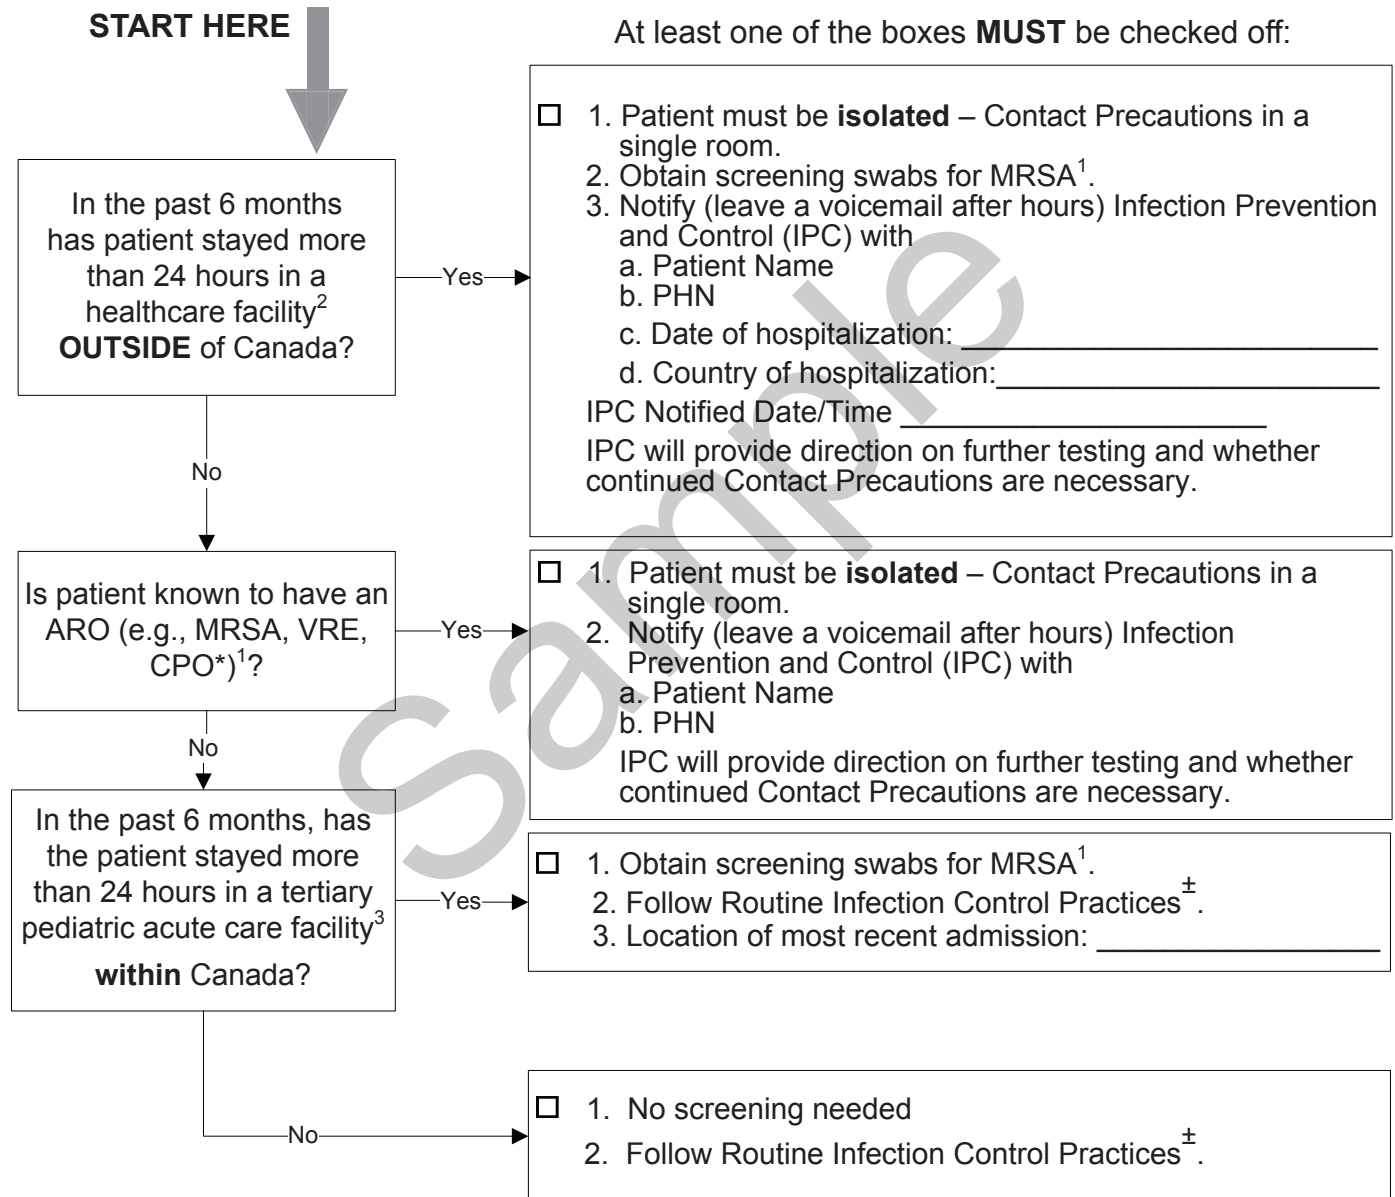 START HERE
At least one of the boxes MUST be checked off:
In the past 6 months
has patient stayed more
than 24 hours in a
healthcare facility2
OUTSIDE of Canada?
Yes
☐ 1. Patient must be isolated – Contact Precautions in a
single room.
2. Obtain screening swabs for MRSA1.
3. Notify (leave a voicemail after hours) Infection Prevention
and Control (IPC) with
a. Patient Name
b. PHN
c. Date of hospitalization: ____________________________
d. Country of hospitalization:__________________________
IPC Notified Date/Time ________________________
IPC will provide direction on further testing and whether
continued Contact Precautions are necessary.
No
Is patient known to have an
ARO (e.g., MRSA, VRE,
CPO*)1?
Yes
☐ 1. Patient must be isolated – Contact Precautions in a
single room.
2. Notify (leave a voicemail after hours) Infection
Prevention and Control (IPC) with
a. Patient Name
b. PHN
IPC will provide direction on further testing and whether
continued Contact Precautions are necessary.
No
In the past 6 months, has
the patient stayed more
than 24 hours in a tertiary
pediatric acute care facility3
within Canada?
Yes
☐ 1. Obtain screening swabs for MRSA1.
2. Follow Routine Infection Control Practices±.
3. Location of most recent admission: ___________________
No
☐ 1. No screening needed
2. Follow Routine Infection Control Practices±.
Sample